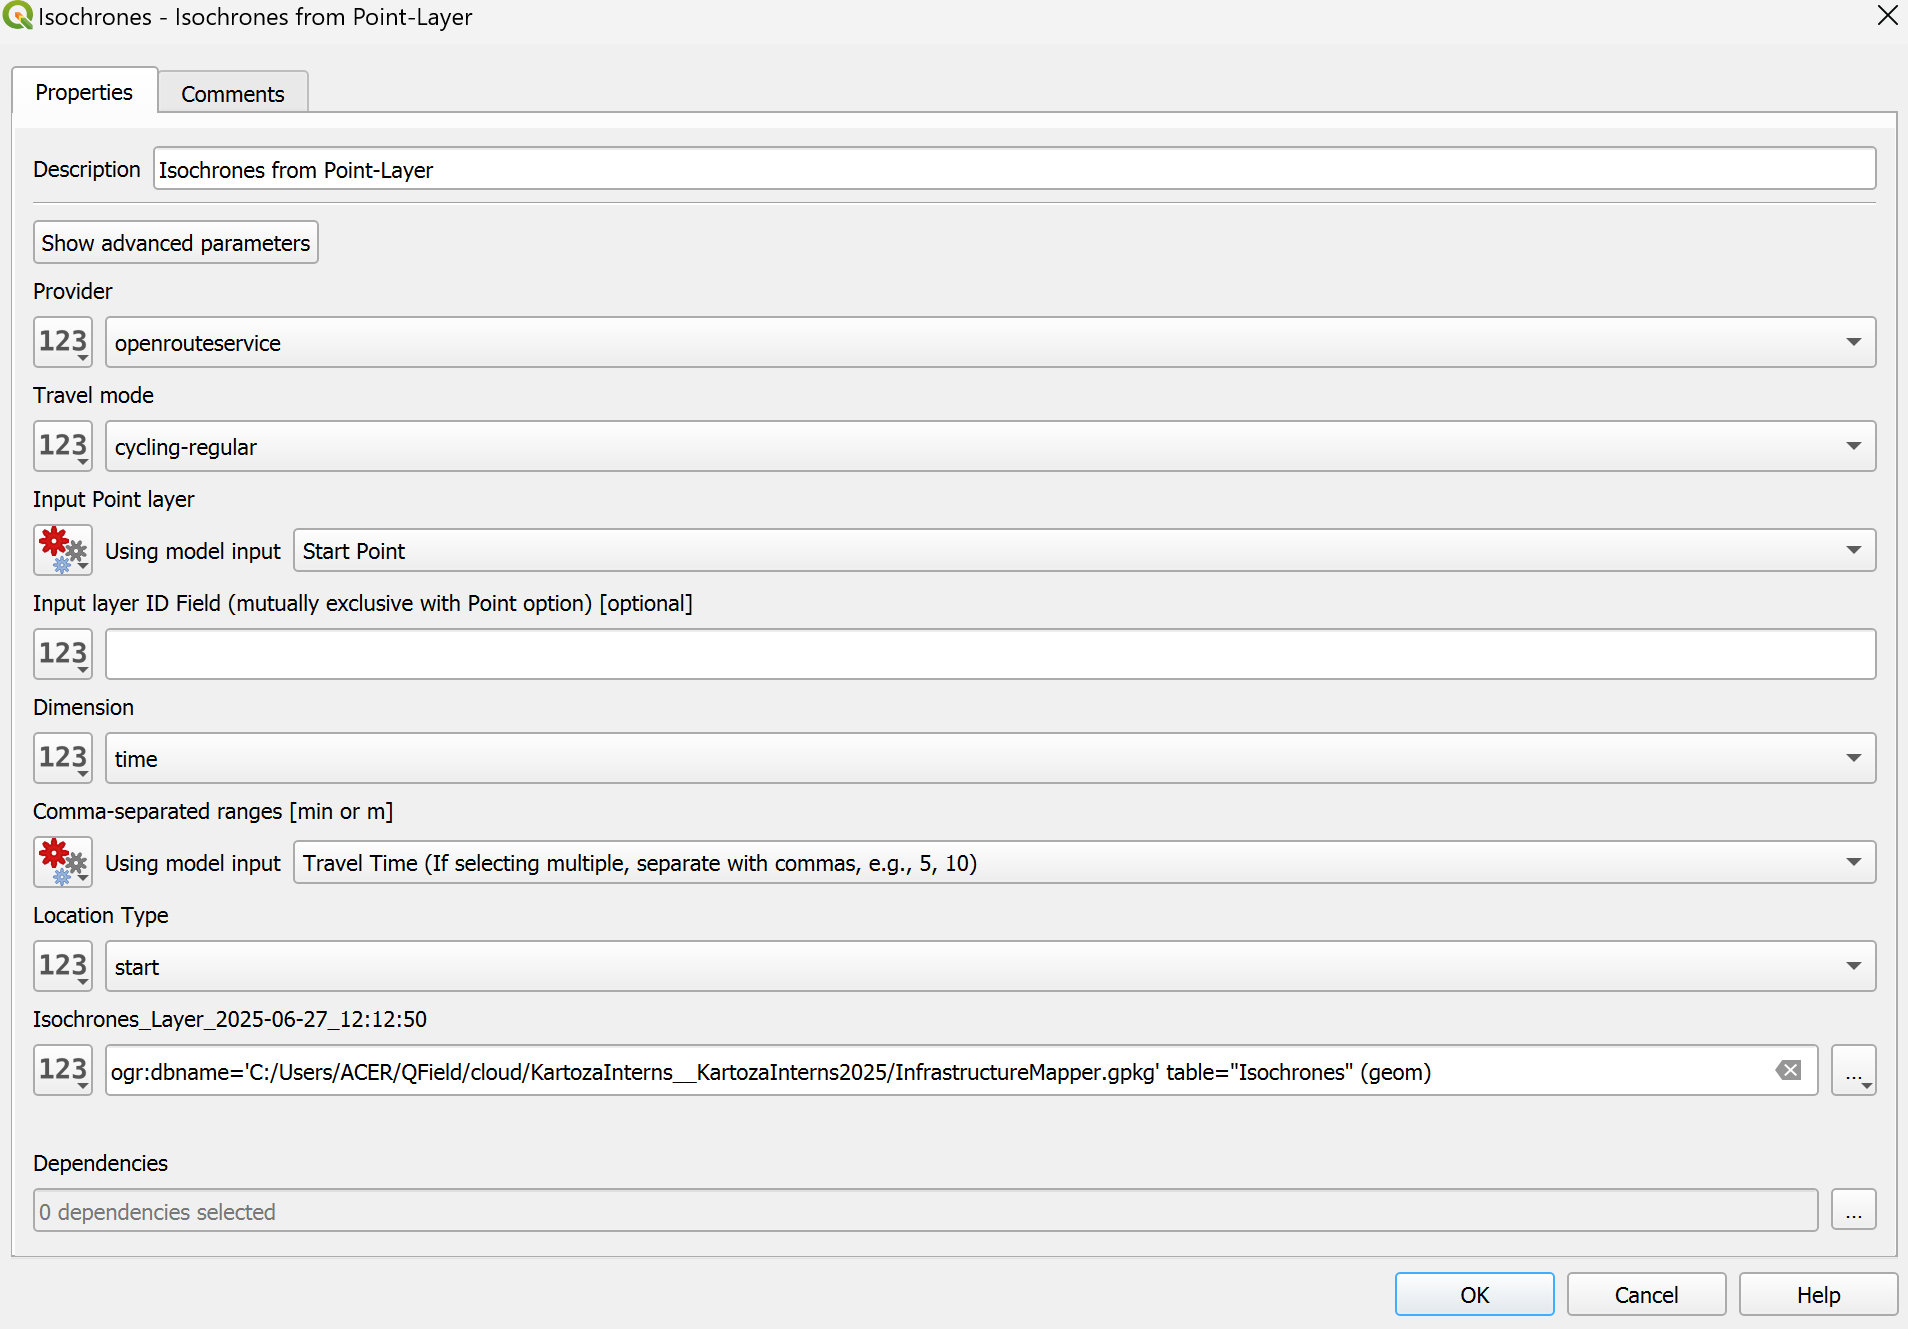 Isochrones - Isochrones from Point-Layer
Properties
Comments
Description
Isochrones from Point-Layer
Show advanced parameters
Provider
123
openrouteservice
Travel mode
123
cycling-regular
Input Point layer
Using model input
Start Point
Input layer ID Field (mutually exclusive with Point option) [optional]
123
Dimension
123
time
Comma-separated ranges [min or m]
Using model input
Travel Time (If selecting multiple, separate with commas, e.g., 5, 10)
Location Type
123
start
Isochrones_Layer_2025-06-27_12:12:50
123
ogr:dbname='C:/Users/ACER/QField/cloud/KartozaInterns__KartozaInterns2025/InfrastructureMapper.gpkg' table="Isochrones" (geom)
...
Dependencies
0 dependencies selected
...
OK
Cancel
Help